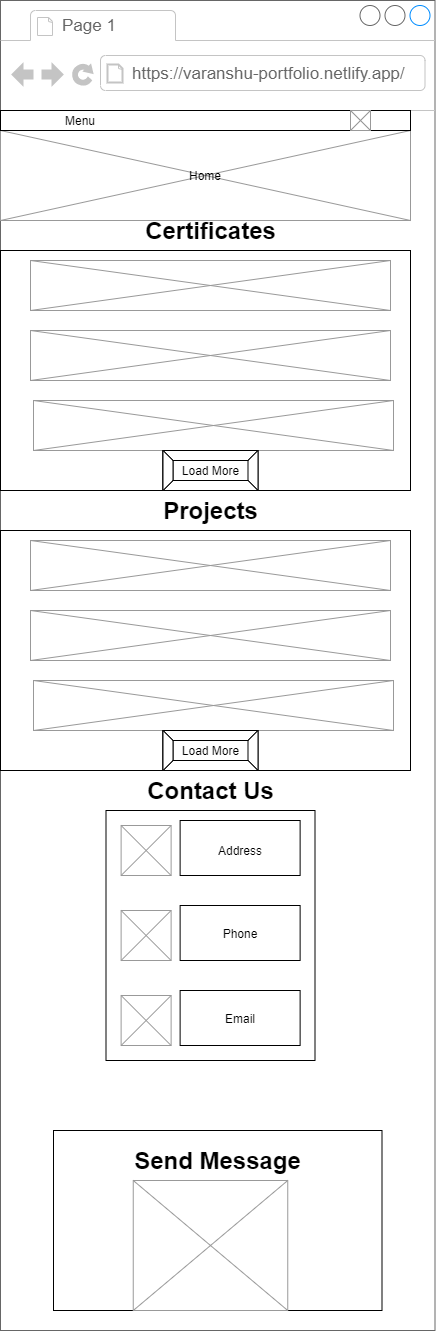 Page 1
https://varanshu-portfolio.netlify.app/
Menu
Home
Certificates
Load More
Projects
Load More
Contact Us
Address
Phone
Email
Send Message